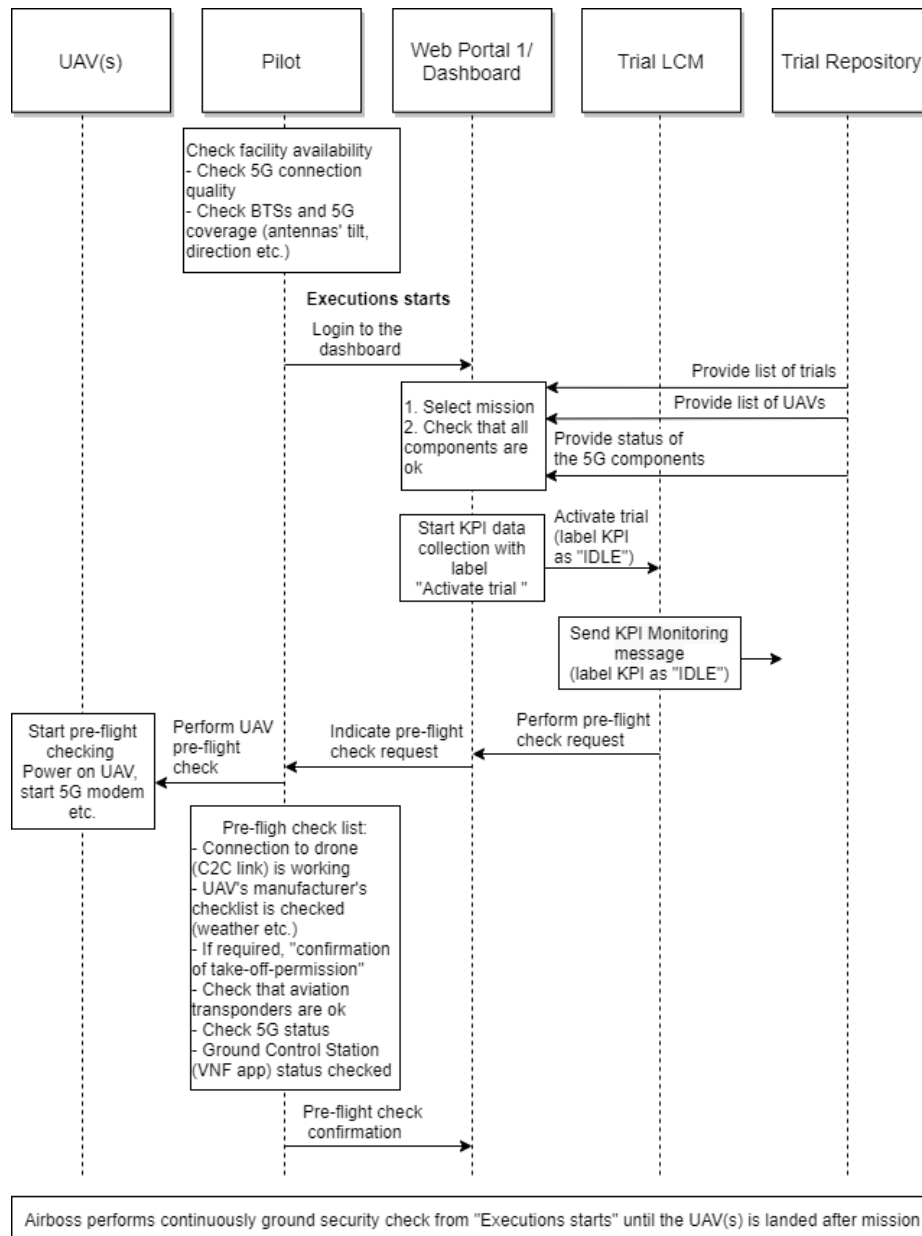 UAV(s)
Pilot
Web Portal 1/
Dashboard
Trial LCM
Trial Repository
Check facility availability
- Check 5G connection
quality
- Check BTSs and 5G
coverage (antennas' tilt,
direction etc.)
Executions starts
Login to the
dashboard
Provide list of trials
1. Select mission
2. Check that all
components are
ok
Provide list of UAVs
Provide status of
the 5G components
Start KPI data
collection with
label
"Activate trial "
Activate trial
(label KPI
as "IDLE")
Send KPI Monitoring
message
(label KPI as "IDLE")
Perform pre-flight
check request
Indicate pre-flight
check request
Perform UAV
pre-flight
check
Start pre-flight
checking
Power on UAV,
start 5G modem
etc.
Pre-fligh check list:
- Connection to drone
(C2C link) is working
- UAV's manufacturer's
checklist is checked
(weather etc.)
- If required, "confirmation
of take-off-permission"
- Check that aviation
transponders are ok
- Check 5G status
- Ground Control Station
(VNF app) status checked
Pre-flight check
confirmation
Airboss performs continuously ground security check from "Executions starts" until the UAV(s) is landed after mission